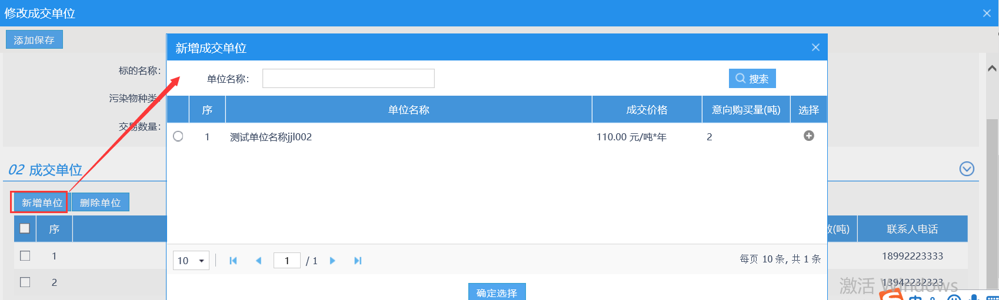 修改成交单位
添加保存
新增成交单位
标的名称:
单位名称:
搜索
污染物种类:
序 单位名称 成交价格 意向购买量(吨) 选择
交易数量:
1 测试单位名称jjl002 110.00 元/吨*年 2
02 成交单位
新增单位 删除单位
序 (吨) 联系人电话
1 18992223333
10 1 / 1 每页 10 条, 共 1 条
2 13942232323
激活 Windows
确定选择
中